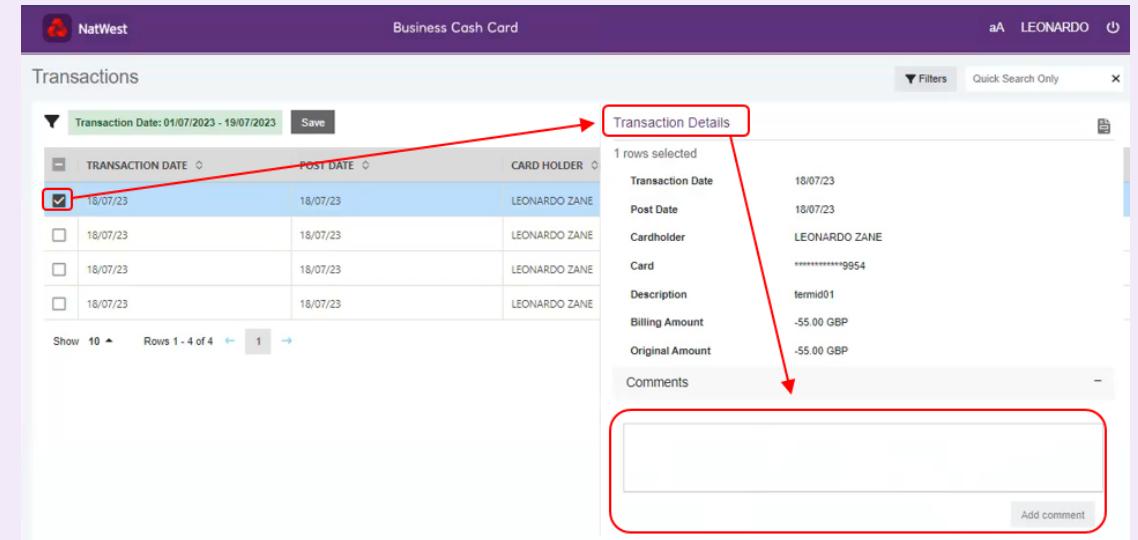 NatWest Business Cash Card aA LEONARDO
Transactions Filters Quick Search Only
Transaction Date: 01/07/2023 - 19/07/2023 Save
TRANSACTION DATE POST DATE CARD HOLDER
18/07/23 18/07/23 LEONARDO ZANE
18/07/23 18/07/23 LEONARDO ZANE
18/07/23 18/07/23 LEONARDO ZANE
18/07/23 18/07/23 LEONARDO ZANE
Show 10 Rows 1 - 4 of 4 ← 1 →
Transaction Details
1 rows selected
Transaction Date 18/07/23
Post Date 18/07/23
Cardholder LEONARDO ZANE
Card ************9954
Description termid01
Billing Amount -55.00 GBP
Original Amount -55.00 GBP
Comments
Add comment